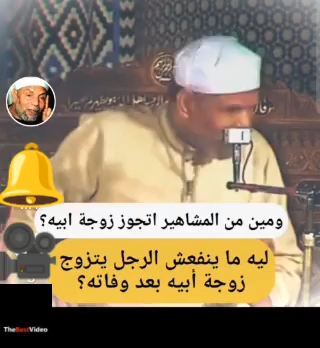 ومين من المشاهير اتجوز زوجة ابيه؟
ليه ما ينفعش الرجل يتزوج
زوجة أبيه بعد وفاته؟
TheBestVideo